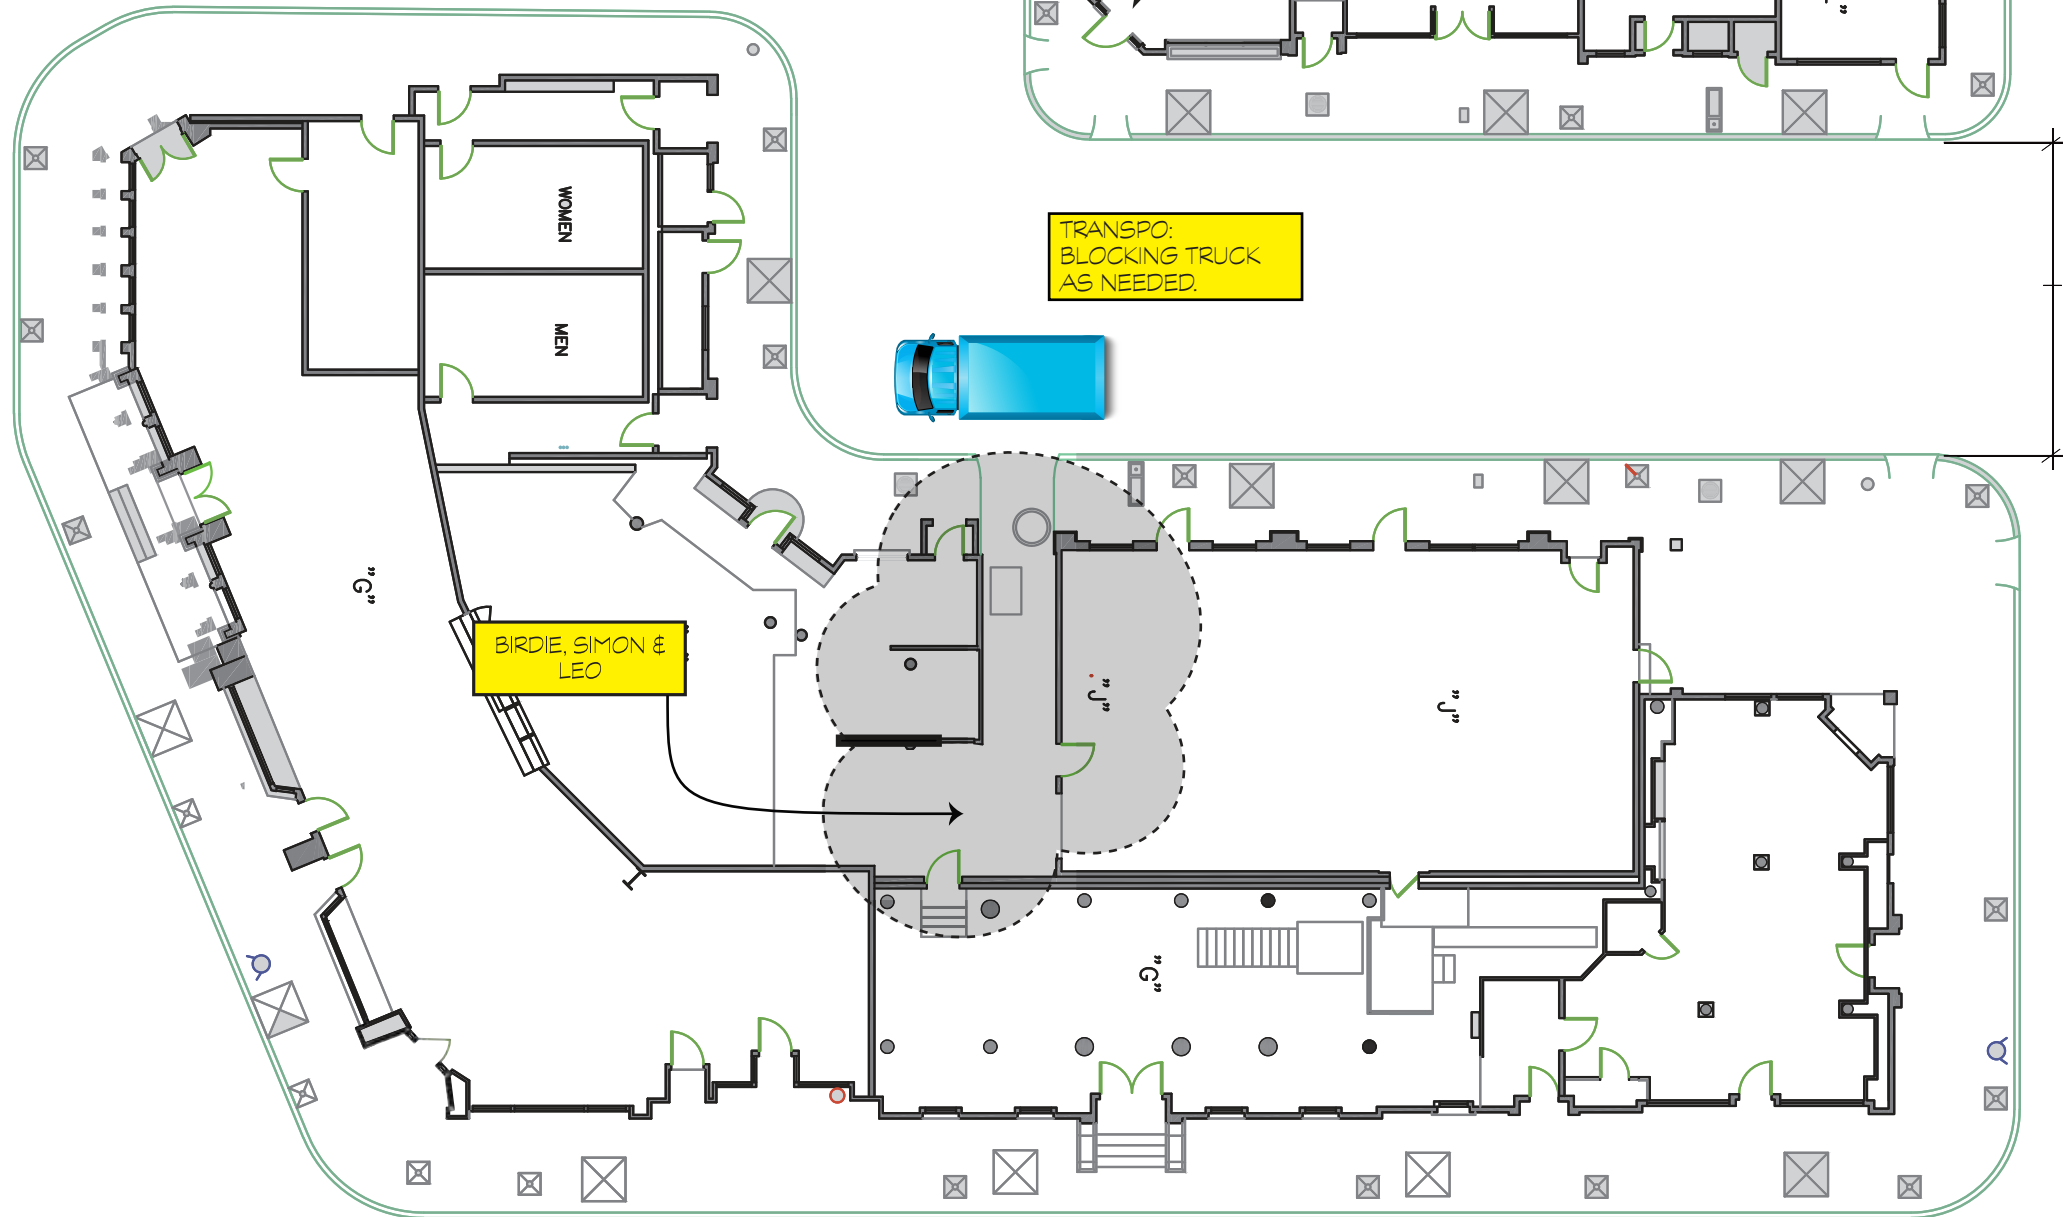 TRANSPO:
BLOCKING TRUCK
AS NEEDED.
WOMEN
MEN
"G"
BIRDIE, SIMON &
LEO
"J"
"J"
"G"